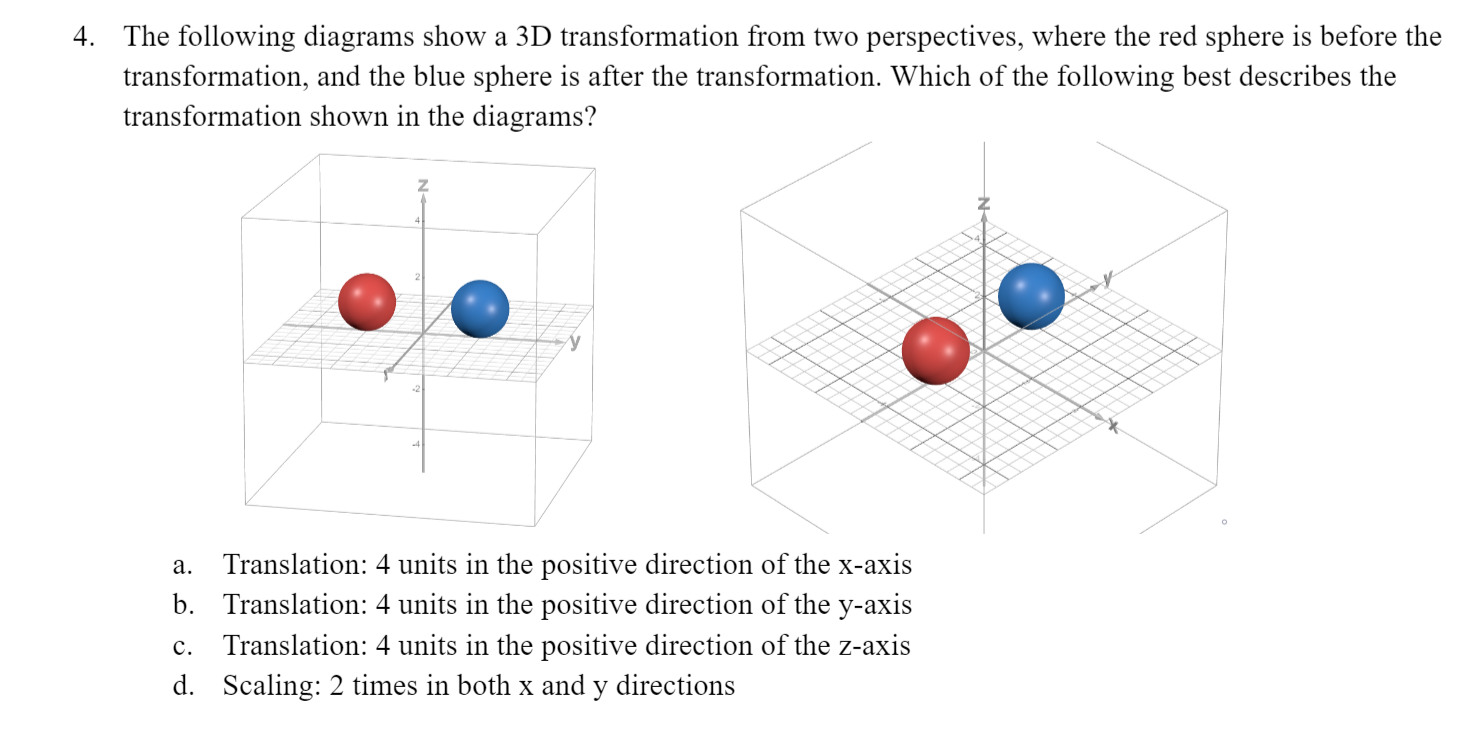 4. The following diagrams show a 3D transformation from two perspectives, where the red sphere is before the
transformation, and the blue sphere is after the transformation. Which of the following best describes the
transformation shown in the diagrams?
z
4
2
y
-2
-4
z
4
2
y
x
a. Translation: 4 units in the positive direction of the x-axis
b. Translation: 4 units in the positive direction of the y-axis
c. Translation: 4 units in the positive direction of the z-axis
d. Scaling: 2 times in both x and y directions